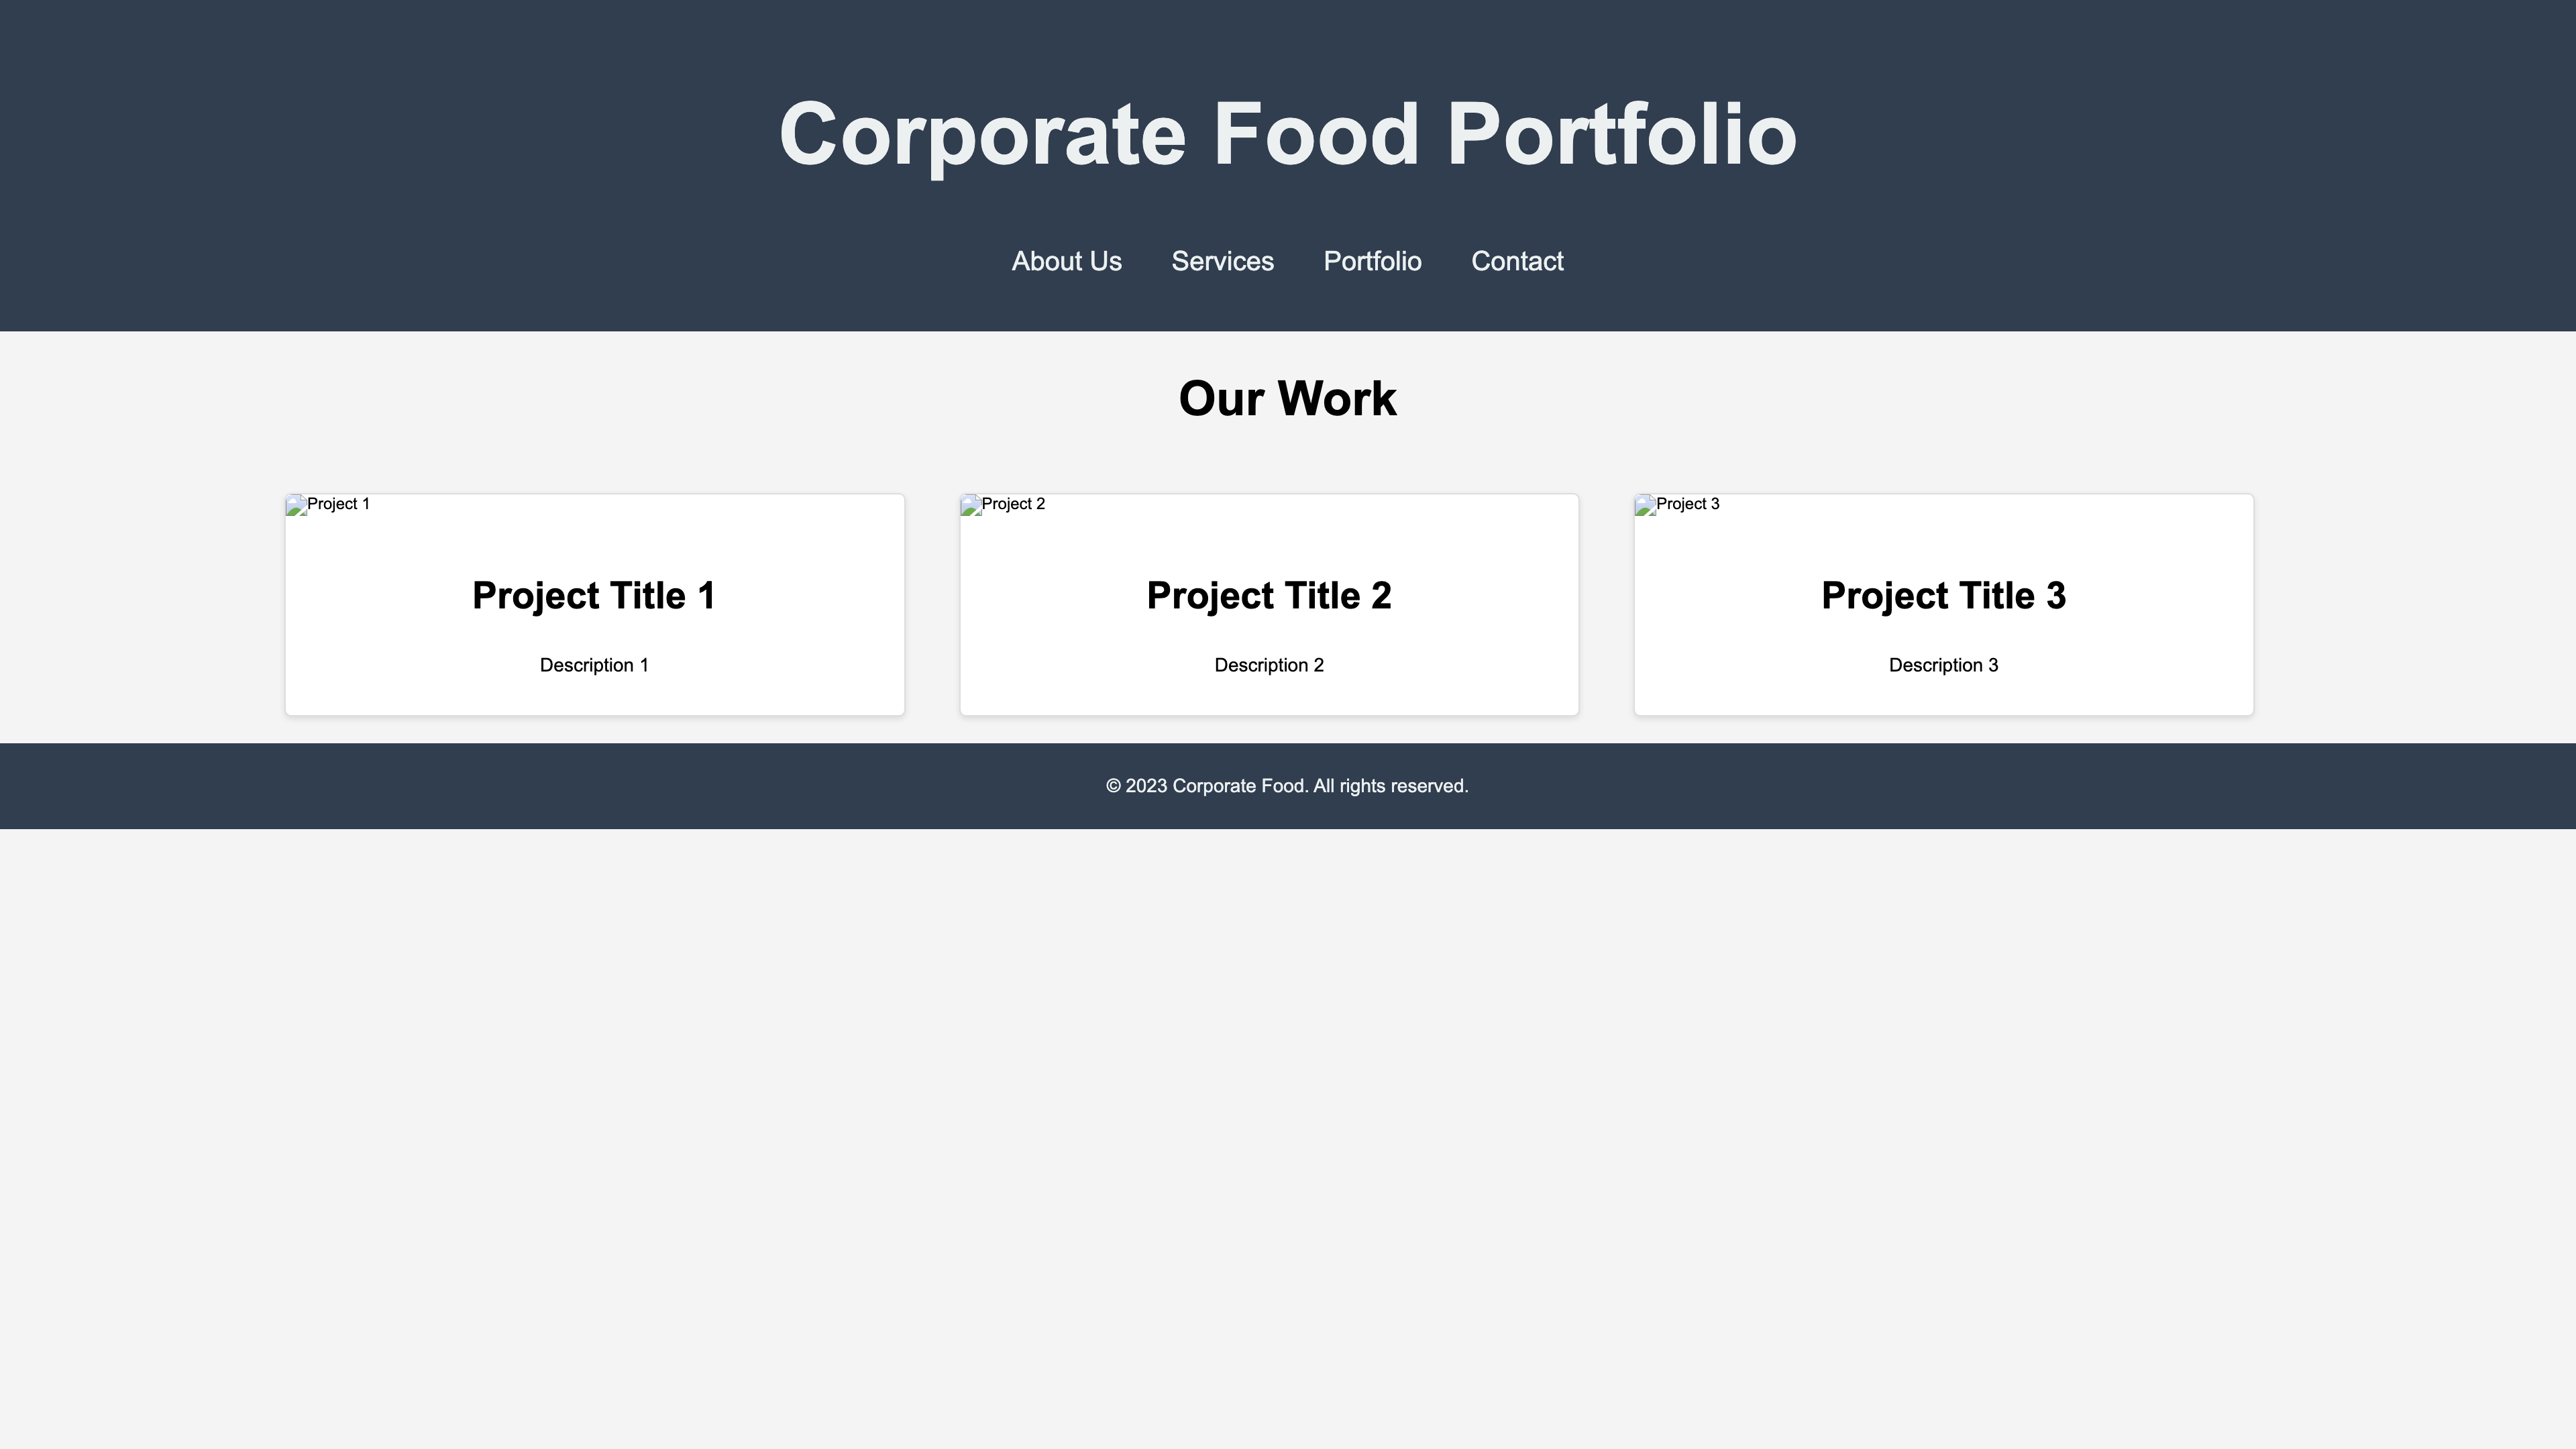 Corporate Food Portfolio
About Us Services Portfolio Contact
Our Work
Project 1
Project Title 1
Description 1
Project 2
Project Title 2
Description 2
Project 3
Project Title 3
Description 3
© 2023 Corporate Food. All rights reserved.